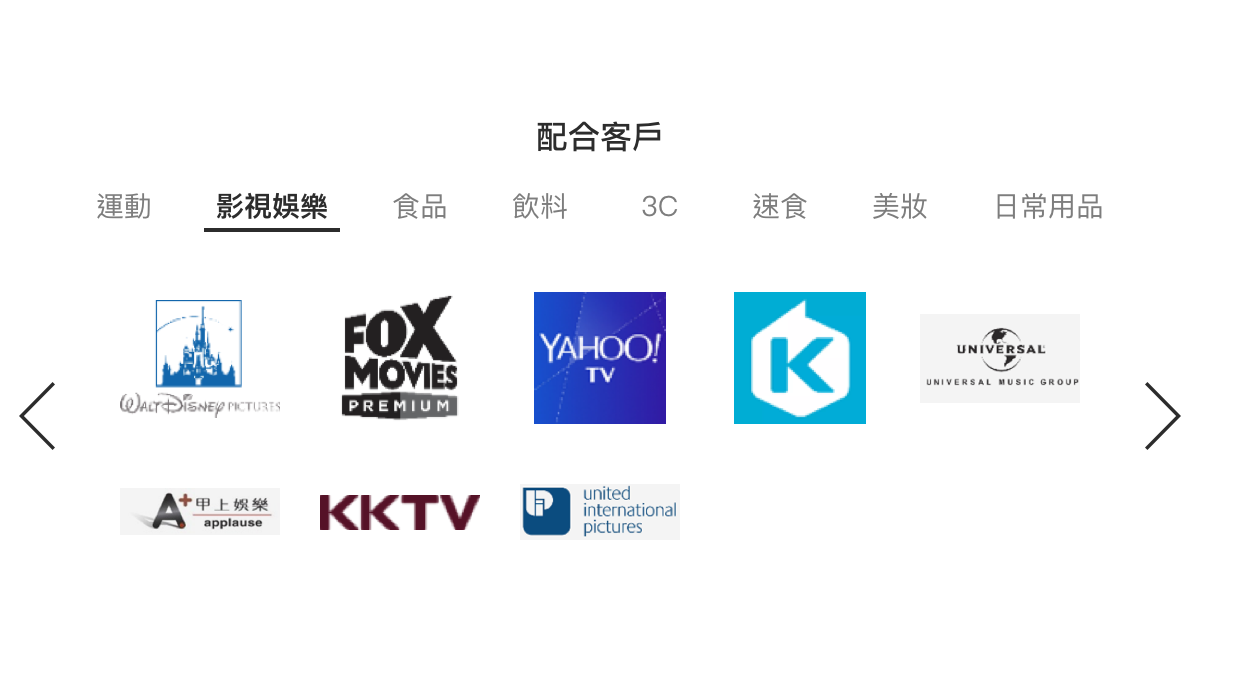 配合客戶
運動 影視娛樂 食品 飲料 3C 速食 美妝 日常用品
WALT DISNEY PICTURES
FOX
MOVIES
PREMIUM
YAHOO!
TV
K
UNIVERSAL
UNIVERSAL MUSIC GROUP
A+ 甲上娛樂
applause
KKTV
united
international
pictures